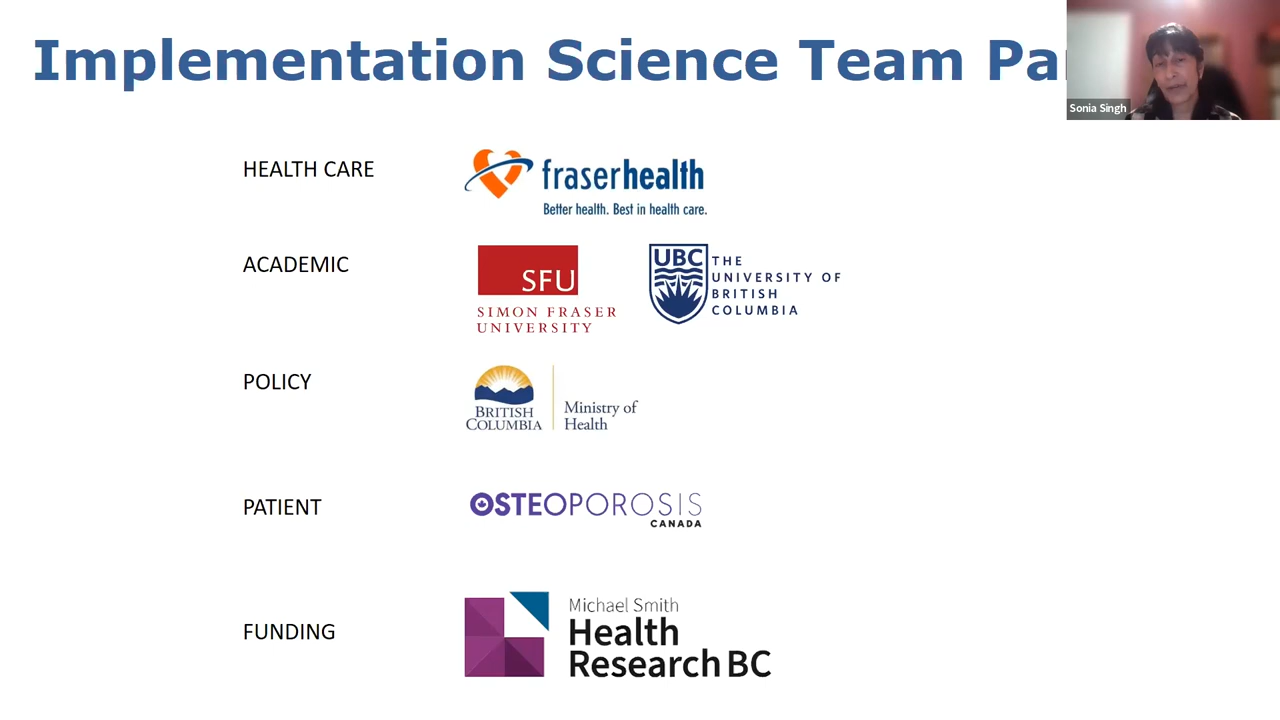 Implementation Science Team Pa
Sonia Singh
HEALTH CARE
fraserhealth
Better health. Best in health care.
ACADEMIC
SFU
SIMON FRASER
UNIVERSITY
UBC
THE
UNIVERSITY OF
BRITISH
COLUMBIA
POLICY
BRITISH
COLUMBIA
Ministry of
Health
PATIENT
OSTEOPOROSIS
CANADA
FUNDING
Michael Smith
Health
Research BC